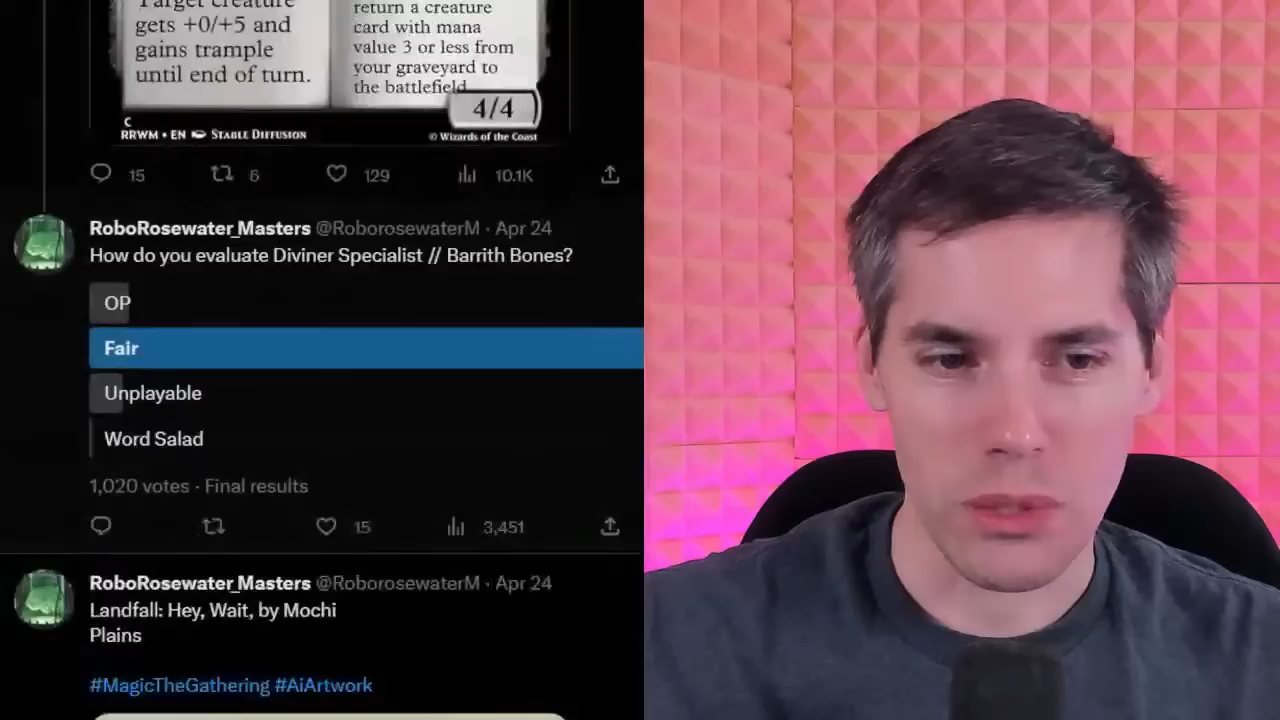 Target creature
gets +0/+5 and
gains trample
until end of turn.
return a creature
card with mana
value 3 or less from
your graveyard to
the battlefield
4/4
C
RRWM • EN STABLE DIFFUSION
© Wizards of the Coast
15 6 129 10.1K
RoboRosewater_Masters @RoborosewaterM · Apr 24
How do you evaluate Diviner Specialist // Barrith Bones?
OP
Fair
Unplayable
Word Salad
1,020 votes · Final results
15 3,451
RoboRosewater_Masters @RoborosewaterM · Apr 24
Landfall: Hey, Wait, by Mochi
Plains
#MagicTheGathering #AiArtwork